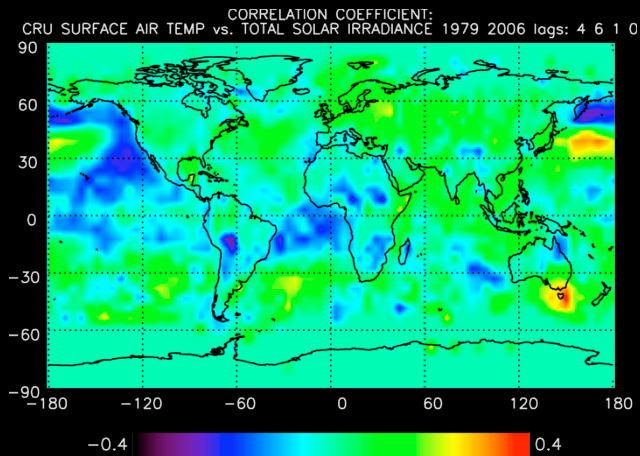 CORRELATION COEFFICIENT:
CRU SURFACE AIR TEMP vs. TOTAL SOLAR IRRADIANCE 1979 2006 lags: 4 6 1 0
90
60
30
0
−30
−60
−90
−180 −120 −60 0 60 120 180
−0.4 0.4